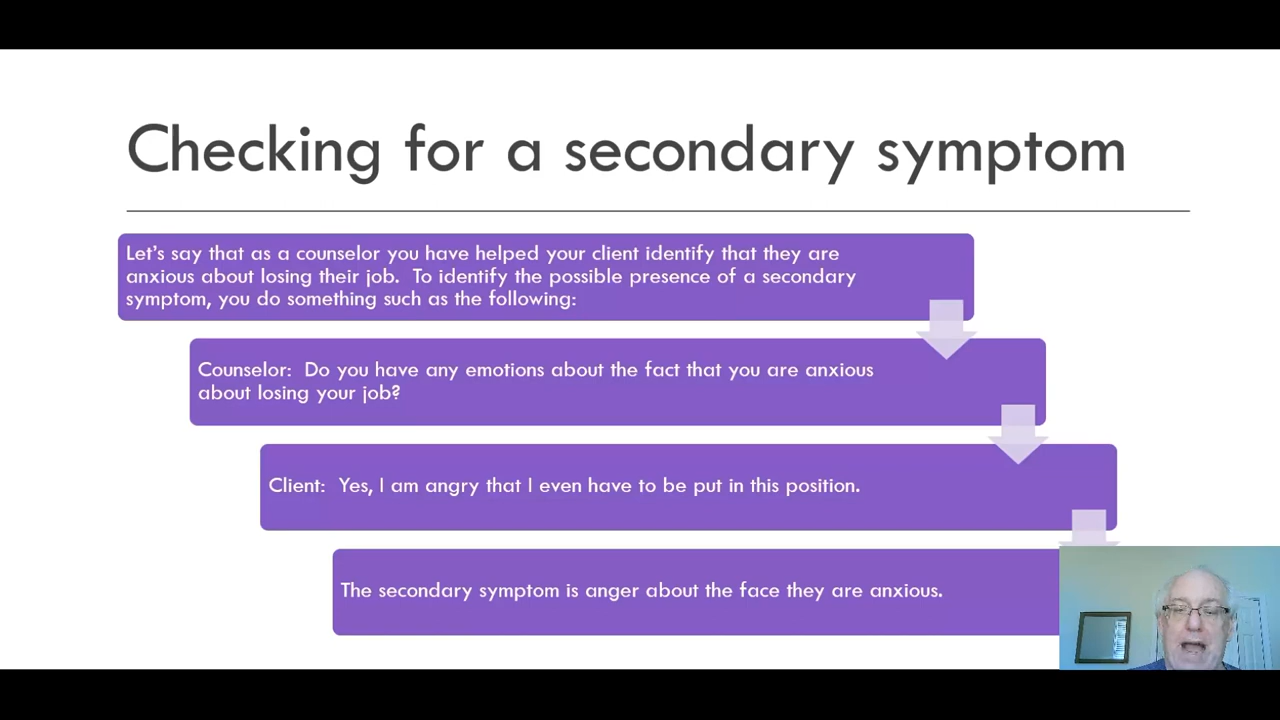 Checking for a secondary symptom
Let's say that as a counselor you have helped your client identify that they are
anxious about losing their job.  To identify the possible presence of a secondary
symptom, you do something such as the following:
Counselor:  Do you have any emotions about the fact that you are anxious
about losing your job?
Client:  Yes, I am angry that I even have to be put in this position.
The secondary symptom is anger about the face they are anxious.